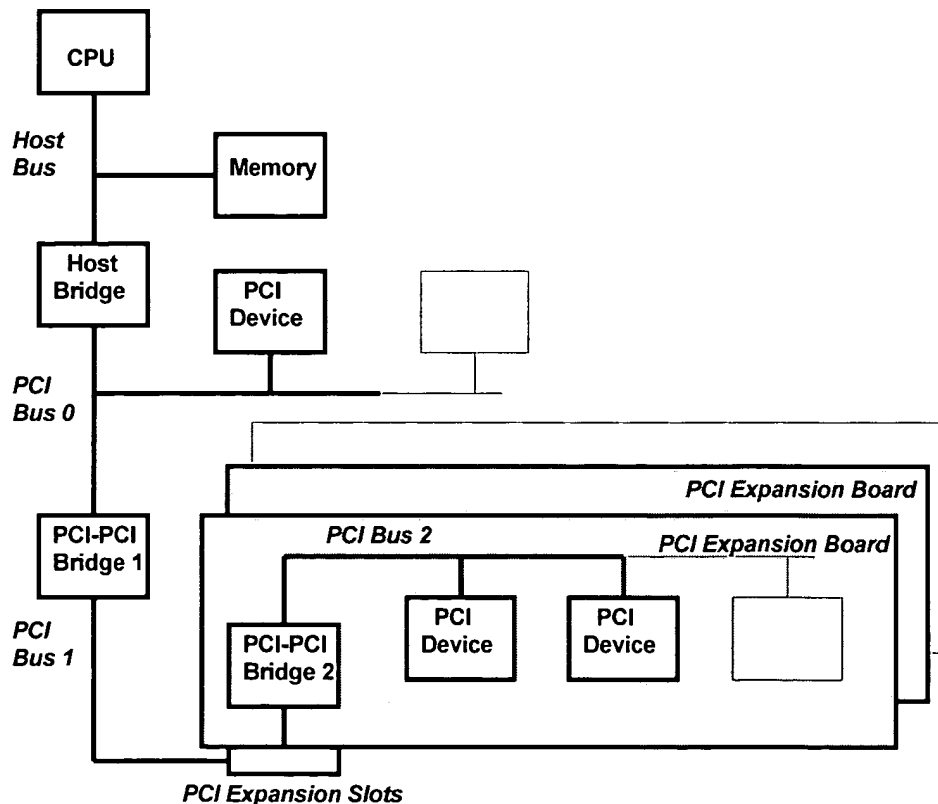 CPU
Host
Bus
Memory
Host
Bridge
PCI
Device
PCI
Bus 0
PCI Expansion Board
PCI-PCI
Bridge 1
PCI Bus 2
PCI Expansion Board
PCI
Device
PCI
Device
PCI
Bus 1
PCI-PCI
Bridge 2
PCI Expansion Slots